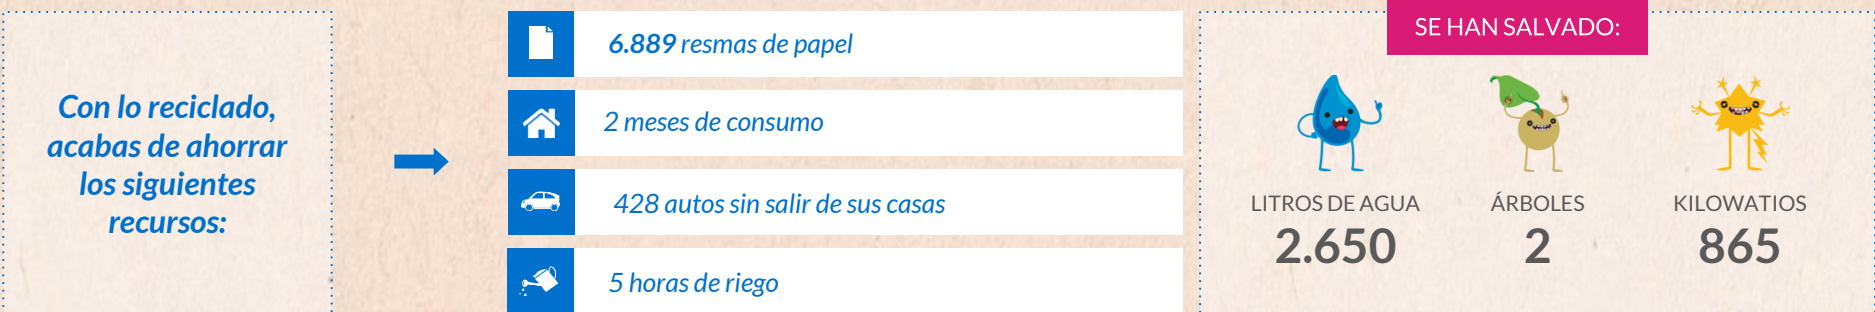 Con lo reciclado,
acabas de ahorrar
los siguientes
recursos:
6.889 resmas de papel
2 meses de consumo
428 autos sin salir de sus casas
5 horas de riego
SE HAN SALVADO:
LITROS DE AGUA
2.650
ÁRBOLES
2
KILOWATIOS
865